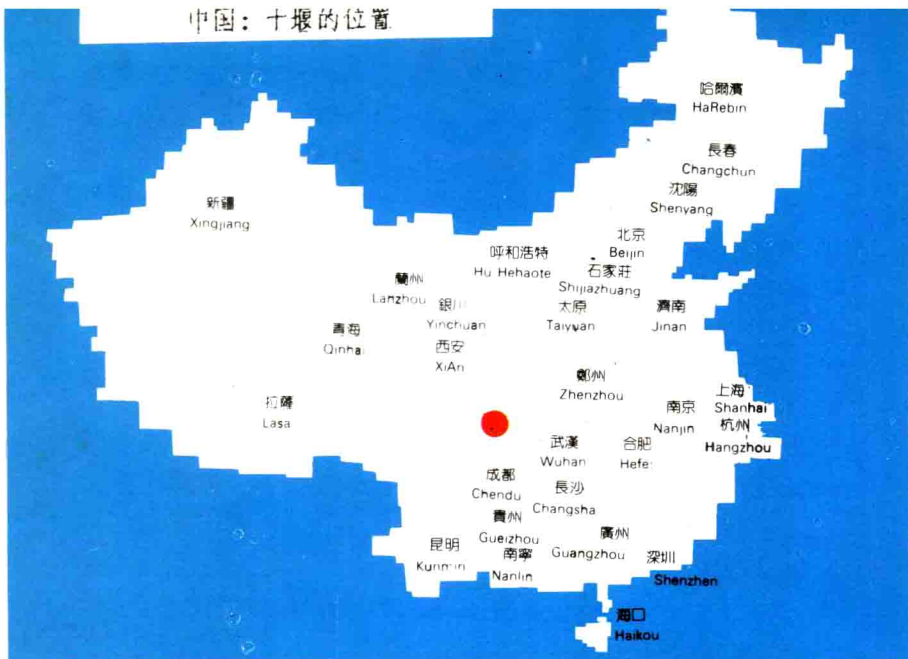 中国：十堰的位置
哈爾濱
HaRebin
長春
Changchun
沈陽
Shenyang
新疆
Xingjiang
北京
Beijin
呼和浩特
Hu Hehaote
石家莊
Shijiazhuang
蘭州
Lanzhou
銀川
Yinchuan
太原
Taiyuan
濟南
Jinan
青海
Qinhai
西安
XiAn
鄭州
Zhenzhou
上海
Shanhai
拉薩
Lasa
南京
Nanjin
杭州
Hangzhou
武漢
Wuhan
合肥
Hefei
成都
Chendu
長沙
Changsha
貴州
Gueizhou
廣州
Guangzhou
昆明
Kunmin
南寧
Nanlin
深圳
Shenzhen
海口
Haikou